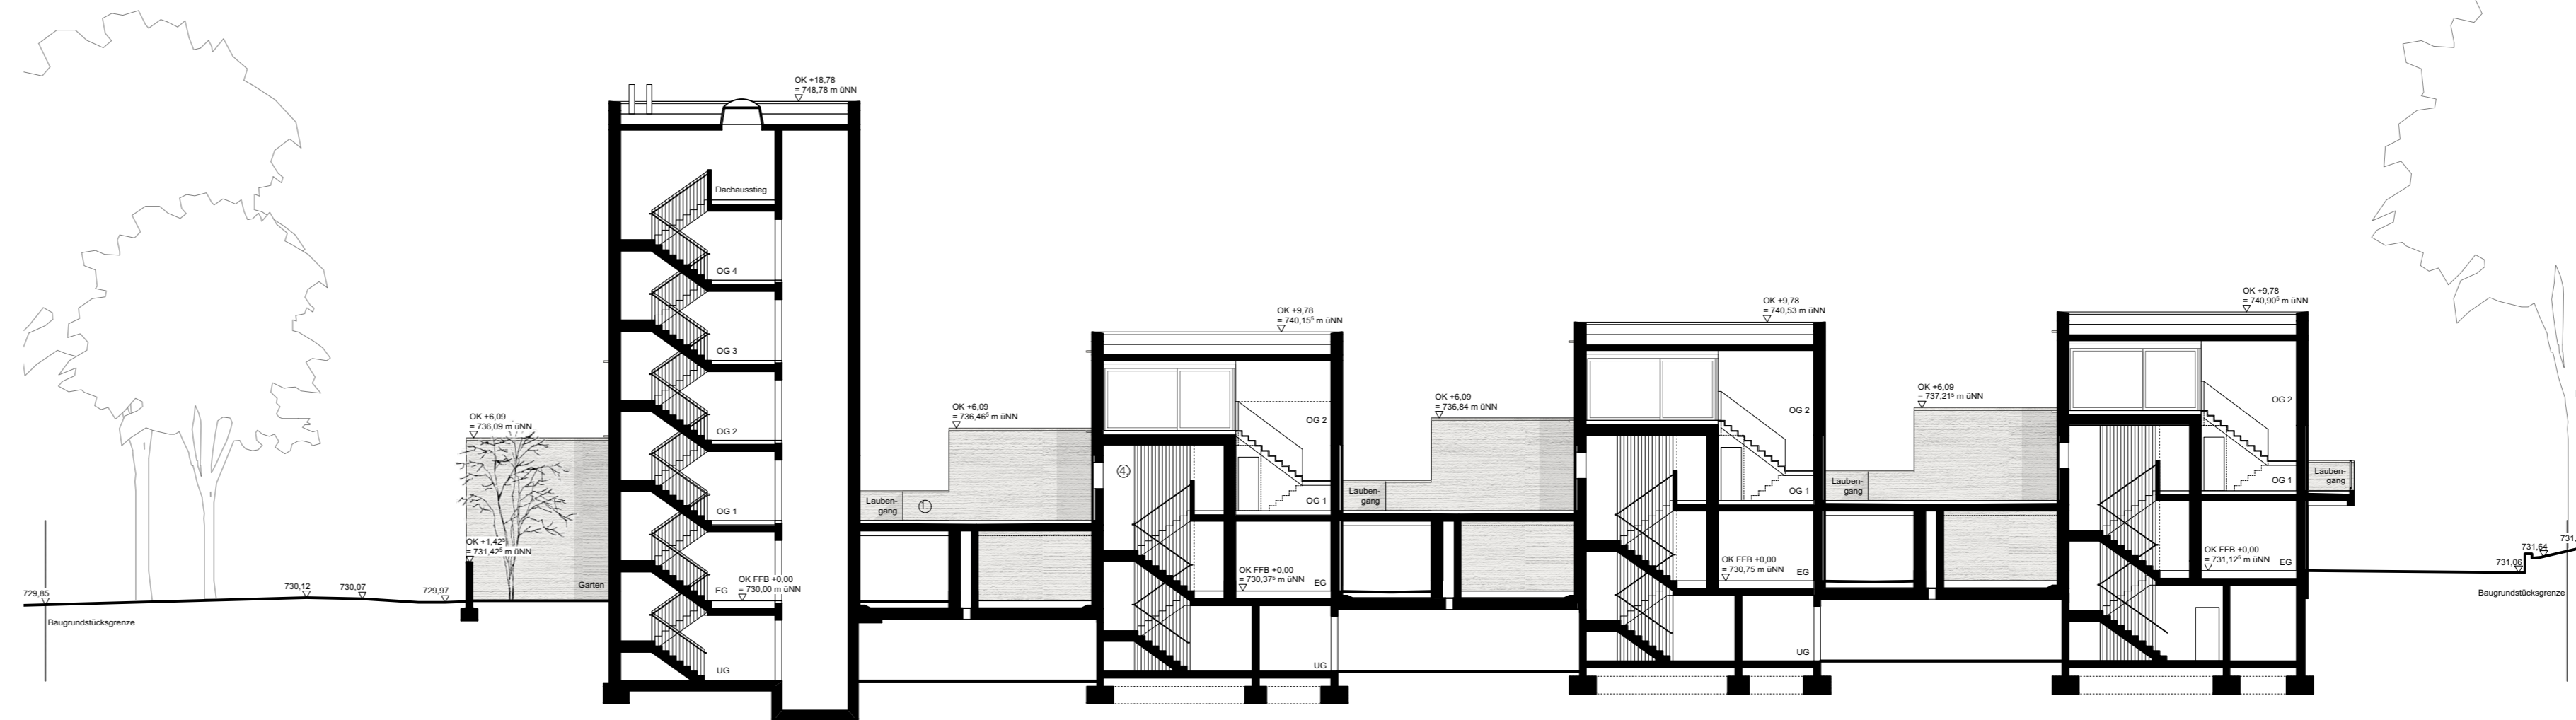 OK +18,78
= 748,78 m üNN
Dachausstieg
OG 4
OG 3
OG 2
OG 1
EG
OK FFB +0,00
= 730,00 m üNN
UG
OK +6,09
= 736,09 m üNN
OK +1,42⁵
= 731,42⁵ m üNN
Garten
729,85
730,12
730,07
729,97
Baugrundstücksgrenze
OK +6,09
= 736,46⁵ m üNN
Lauben-
gang
1.
OK +9,78
= 740,15⁵ m üNN
4.
OG 2
OG 1
OK FFB +0,00
= 730,37⁵ m üNN
EG
UG
OK +6,09
= 736,84 m üNN
Lauben-
gang
OK +9,78
= 740,53 m üNN
OG 2
OG 1
OK FFB +0,00
= 730,75 m üNN
EG
UG
OK +6,09
= 737,21⁵ m üNN
Lauben-
gang
OK +9,78
= 740,90⁵ m üNN
OG 2
OG 1
OK FFB +0,00
= 731,12⁵ m üNN
EG
Lauben-
gang
731,06
731,64
731,
Baugrundstücksgrenze